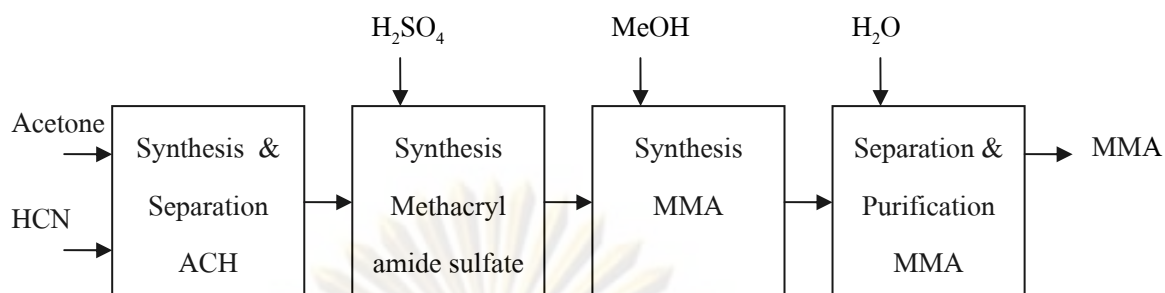 H₂SO₄
MeOH
H₂O
Acetone
HCN
Synthesis &
Separation
ACH
Synthesis
Methacryl
amide sulfate
Synthesis
MMA
Separation &
Purification
MMA
MMA